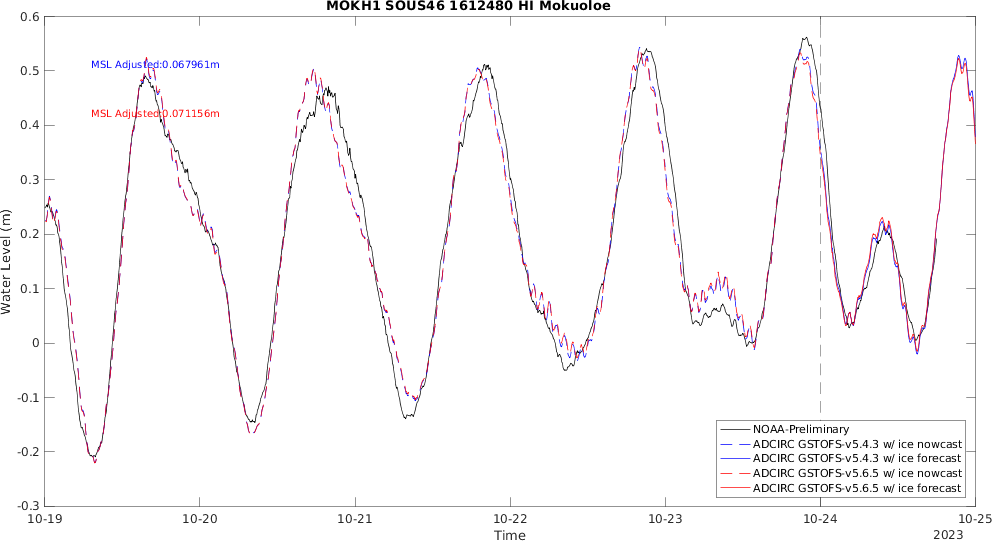 MOKH1 SOUS46 1612480 HI Mokuoloe
0.6
0.5
0.4
0.3
0.2
0.1
0
-0.1
-0.2
-0.3
Water Level (m)
MSL Adjusted:0.067961m
MSL Adjusted:0.071156m
NOAA-Preliminary
ADCIRC GSTOFS-v5.4.3 w/ ice nowcast
ADCIRC GSTOFS-v5.4.3 w/ ice forecast
ADCIRC GSTOFS-v5.6.5 w/ ice nowcast
ADCIRC GSTOFS-v5.6.5 w/ ice forecast
10-19 10-20 10-21 10-22 10-23 10-24 10-25
Time
2023